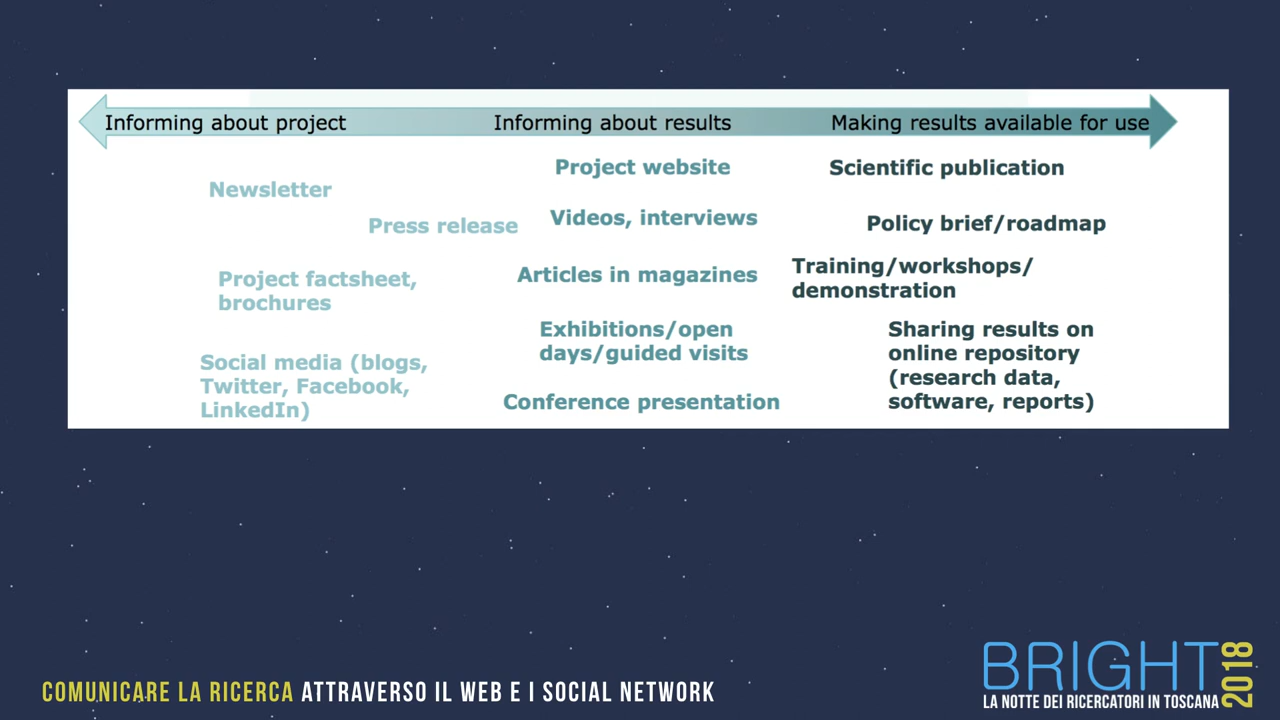 Informing about project
Informing about results
Making results available for use
Newsletter
Press release
Project factsheet,
brochures
Social media (blogs,
Twitter, Facebook,
LinkedIn)
Project website
Videos, interviews
Articles in magazines
Exhibitions/open
days/guided visits
Conference presentation
Scientific publication
Policy brief/roadmap
Training/workshops/
demonstration
Sharing results on
online repository
(research data,
software, reports)
COMUNICARE LA RICERCA ATTRAVERSO IL WEB E I SOCIAL NETWORK
BRIGHT
2018
LA NOTTE DEI RICERCATORI IN TOSCANA